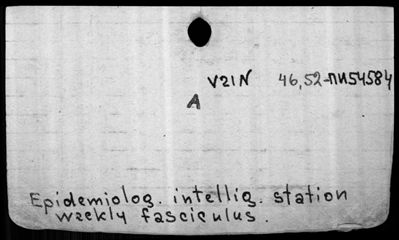 V21N 46,52-ПИ54584
A
Epidemiolog. intellig. station
weekly fasciculus.